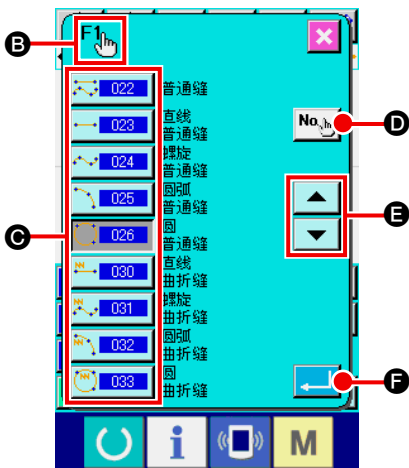 B
F1
022 普通缝
023 直线
普通缝
No.
D
024 螺旋
普通缝
025 圆弧
普通缝
E
C
026 圆
普通缝
030 直线
曲折缝
031 螺旋
曲折缝
032 圆弧
曲折缝
F
033 圆
曲折缝
i
M